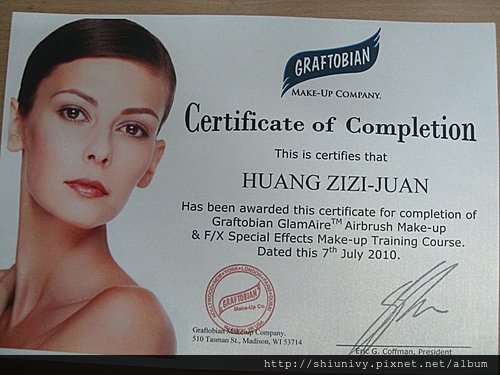 GRAFTOBIAN
MAKE-UP COMPANY.
Certificate of Completion
This is certifies that
HUANG ZIZI-JUAN
Has been awarded this certificate for completion of
Graftobian GlamAire™ Airbrush Make-up
& F/X Special Effects Make-up Training Course.
Dated this 7th July 2010.
GRAFTOBIAN
Make-Up Co.
Graftobian Make-up Company.
510 Tasman St., Madison, WI 53714
Eric G. Coffman, President
http://shiunivy.pixnet.net/album